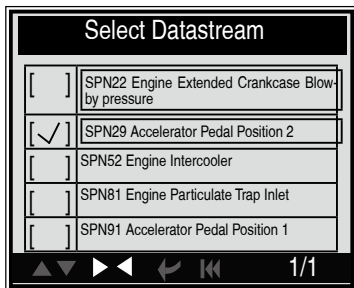 Select Datastream
[ ] SPN22 Engine Extended Crankcase Blow-
by pressure
[✓] SPN29 Accelerator Pedal Position 2
[ ] SPN52 Engine Intercooler
[ ] SPN81 Engine Particulate Trap Inlet
[ ] SPN91 Accelerator Pedal Position 1
1/1